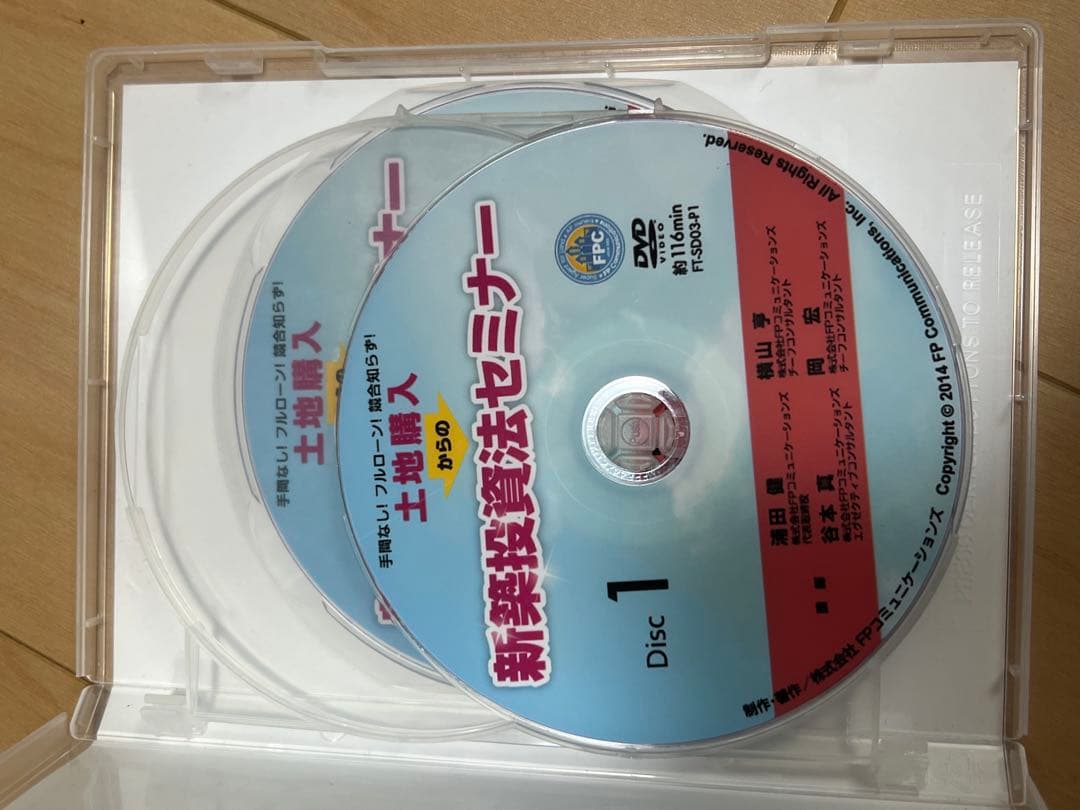 手間なし！フルローン！競合知らず！
土地購入
からの
新築投資法セミナー
Disc 1
FPC
DVD
VIDEO
約116min
FT-SD03-P1
講師
浦田 健
株式会社FPコミュニケーションズ
代表取締役
横山 亨
株式会社FPコミュニケーションズ
チーフコンサルタント
谷本 真
株式会社FPコミュニケーションズ
エグゼクティブコンサルタント
岡 宏
株式会社FPコミュニケーションズ
チーフコンサルタント
製作・著作／株式会社 FPコミュニケーションズ Copyright © 2014 FP Communications, Inc. All Rights Reserved.
手間なし！フルローン！競合知らず！
土地購入
ナー
TO RELEASE